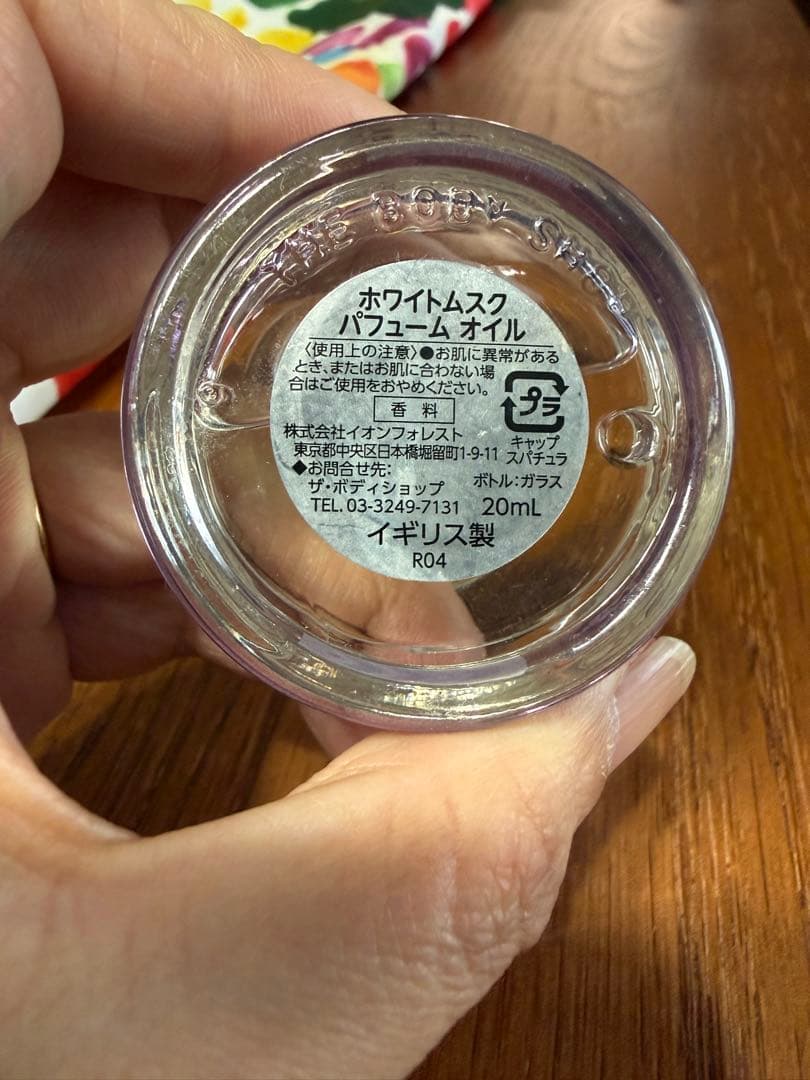 THE BODY SHOP
ホワイトムスク
パフューム オイル
〈使用上の注意〉●お肌に異常がある
とき、またはお肌に合わない場
合はご使用をおやめください。
香 料
プラ
キャップ
スパチュラ
株式会社イオンフォレスト
東京都中央区日本橋堀留町1-9-11
◆お問合せ先:
ザ・ボディショップ
ボトル:ガラス
TEL. 03-3249-7131 20mL
イギリス製
R04